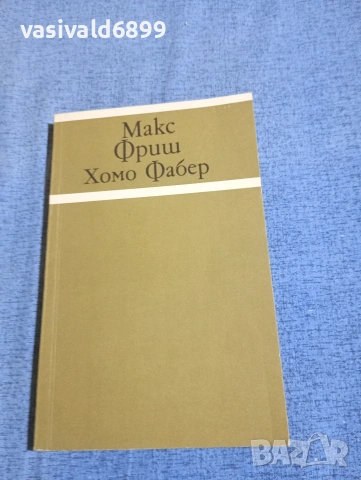 vasivald6899
Макс
Фриш
Хомо Фабер
BAZAR